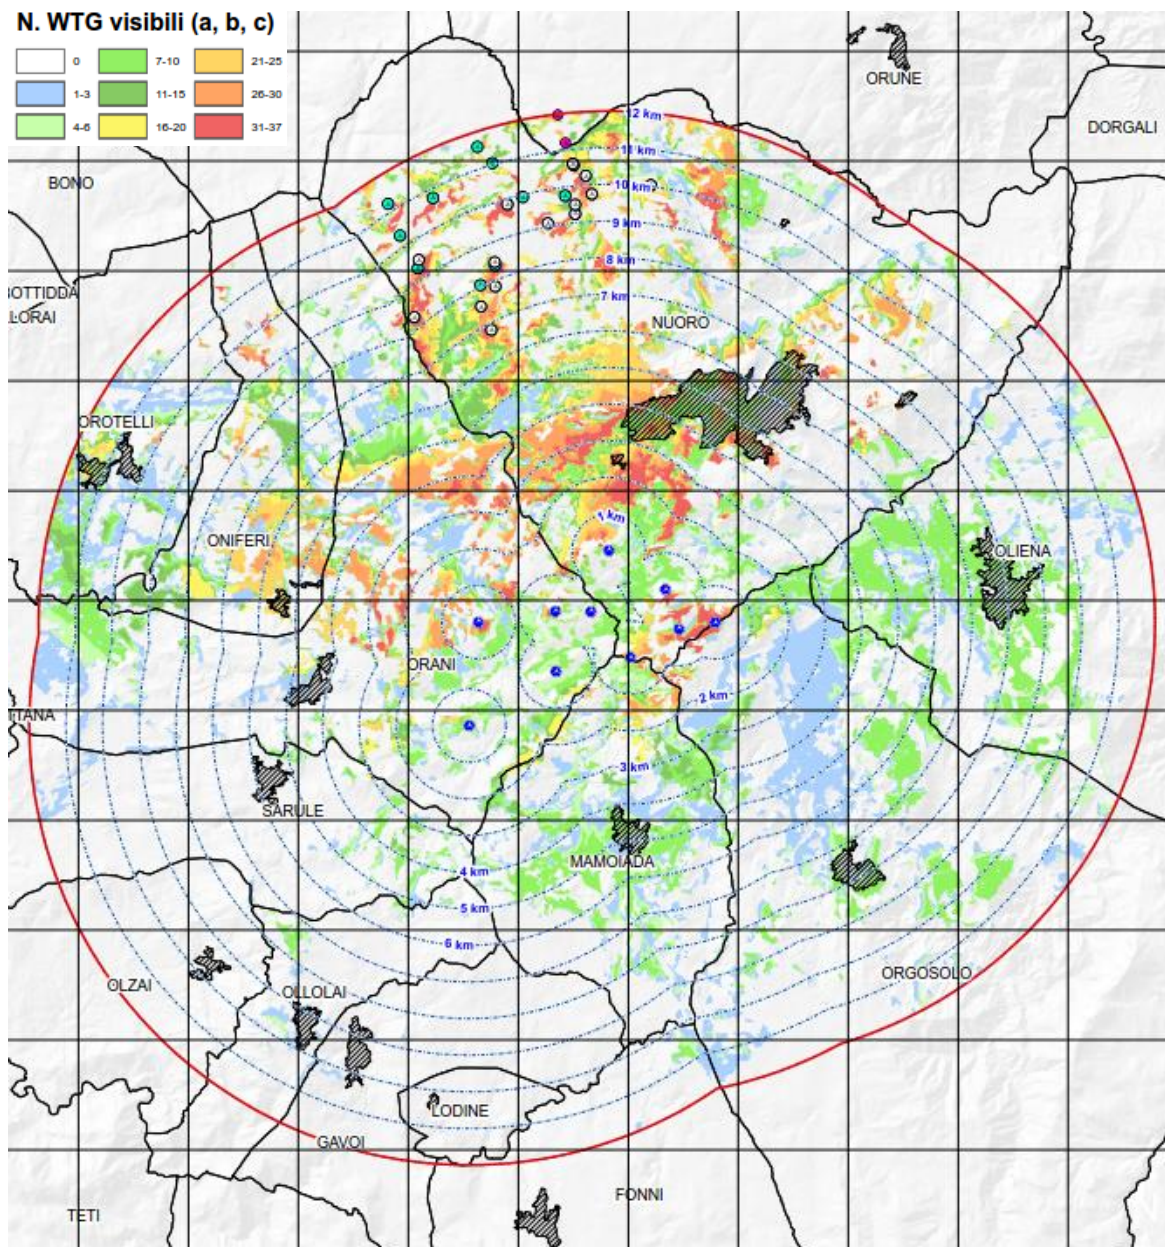 N. WTG visibili (a, b, c)
0
7-10
21-25
1-3
11-15
26-30
4-6
16-20
31-37
ORUNE
12 km
DORGALI
11 km
BONO
10 km
9 km
8 km
OTTIDDA
7 km
LORAI
NUORO
OROTELLI
1 km
ONIFERI
OLIENA
ORANI
2 km
TTANA
3 km
SARULE
MAMOIADA
4 km
5 km
6 km
ORGOSOLO
OLZAI
OLLOLAI
LODINE
GAVOI
FONNI
TETI